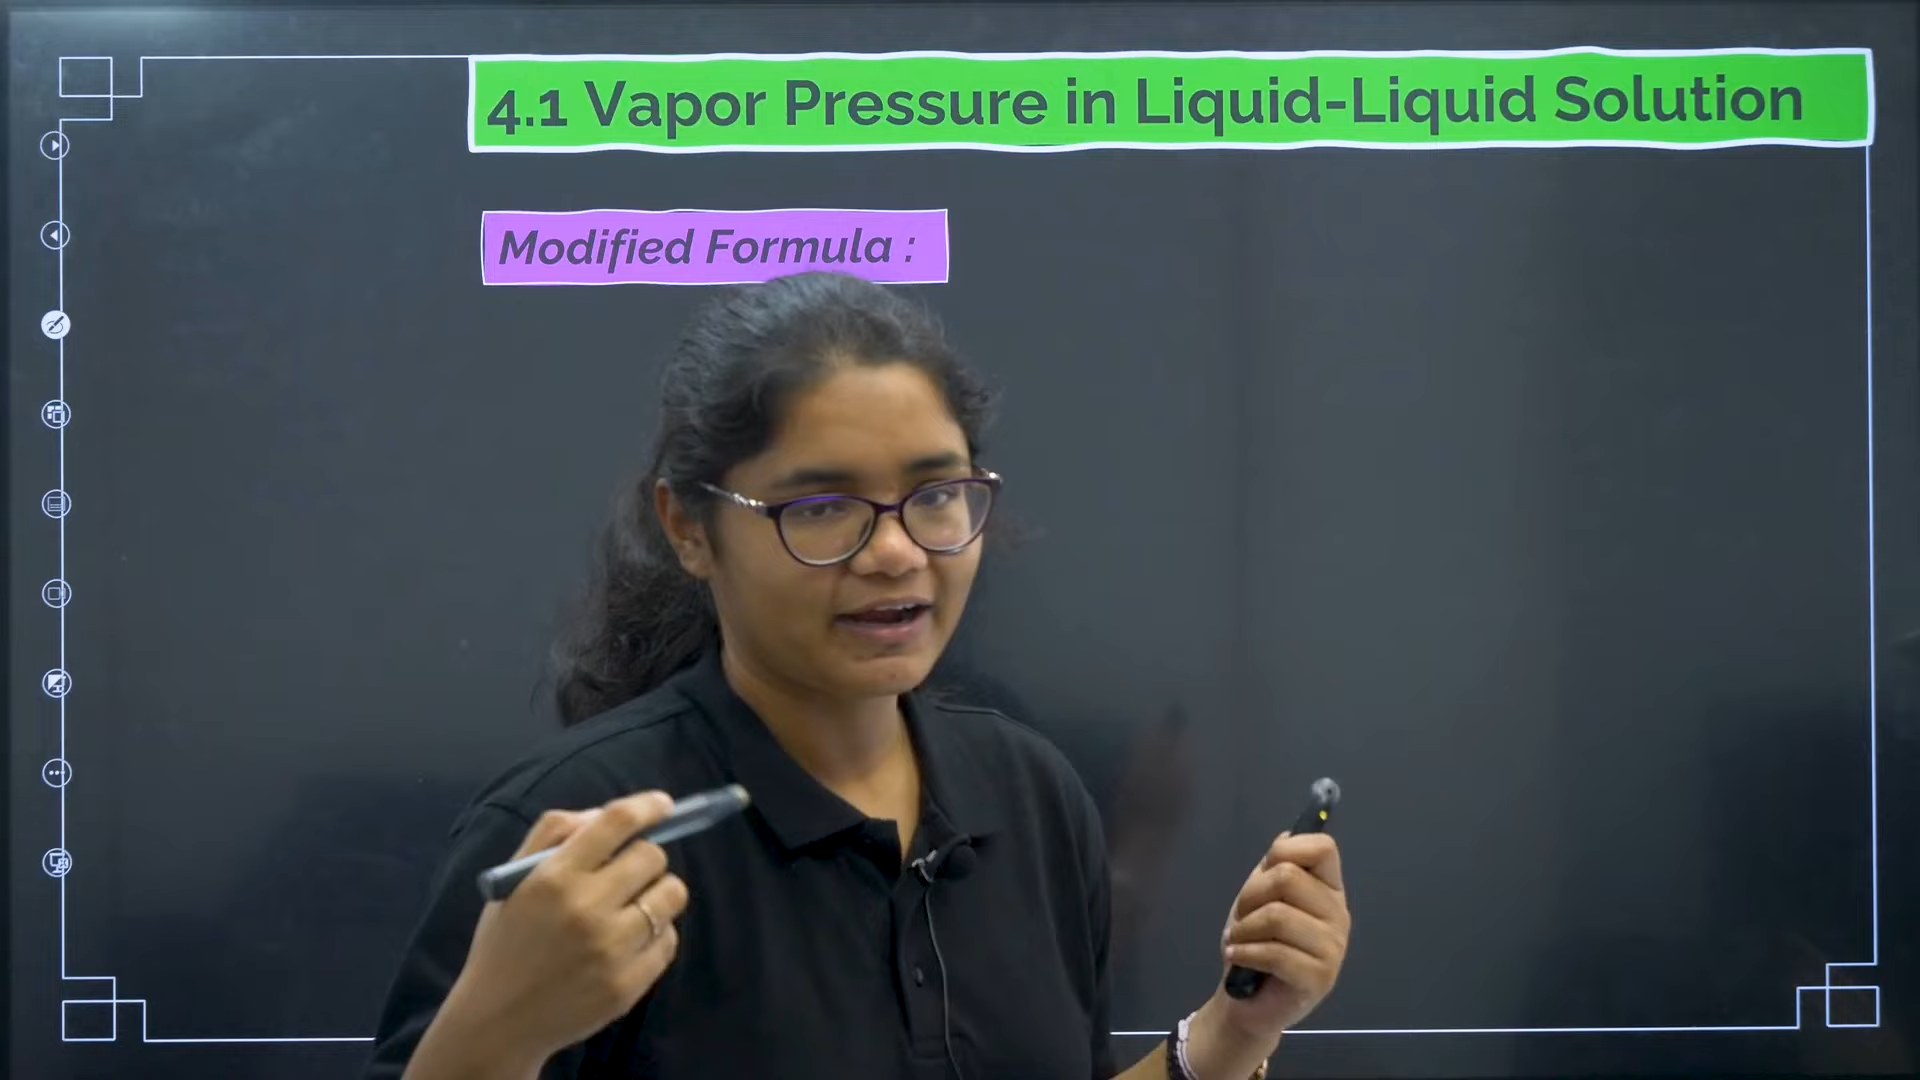 4.1 Vapor Pressure in Liquid-Liquid Solution
Modified Formula :